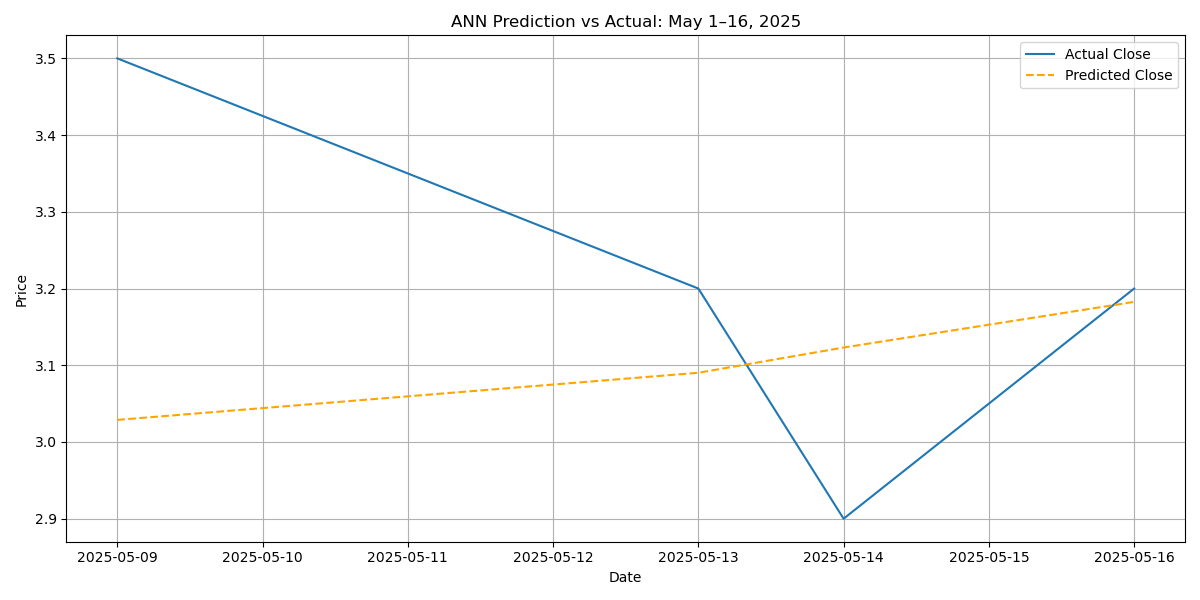 ANN Prediction vs Actual: May 1–16, 2025
Actual Close
Predicted Close
Price
3.5
3.4
3.3
3.2
3.1
3.0
2.9
2025-05-09 2025-05-10 2025-05-11 2025-05-12 2025-05-13 2025-05-14 2025-05-15 2025-05-16
Date